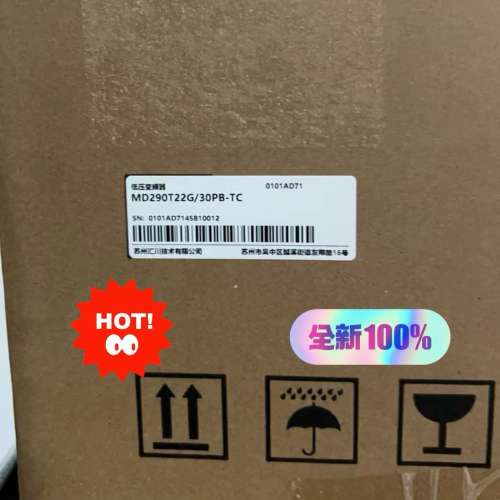 低压变频器 0101AD71
MD290T22G/30PB-TC
SN: 0101AD7145B10012
苏州汇川技术有限公司 苏州市吴中区越溪街道友翔路16号
HOT!
全新100%